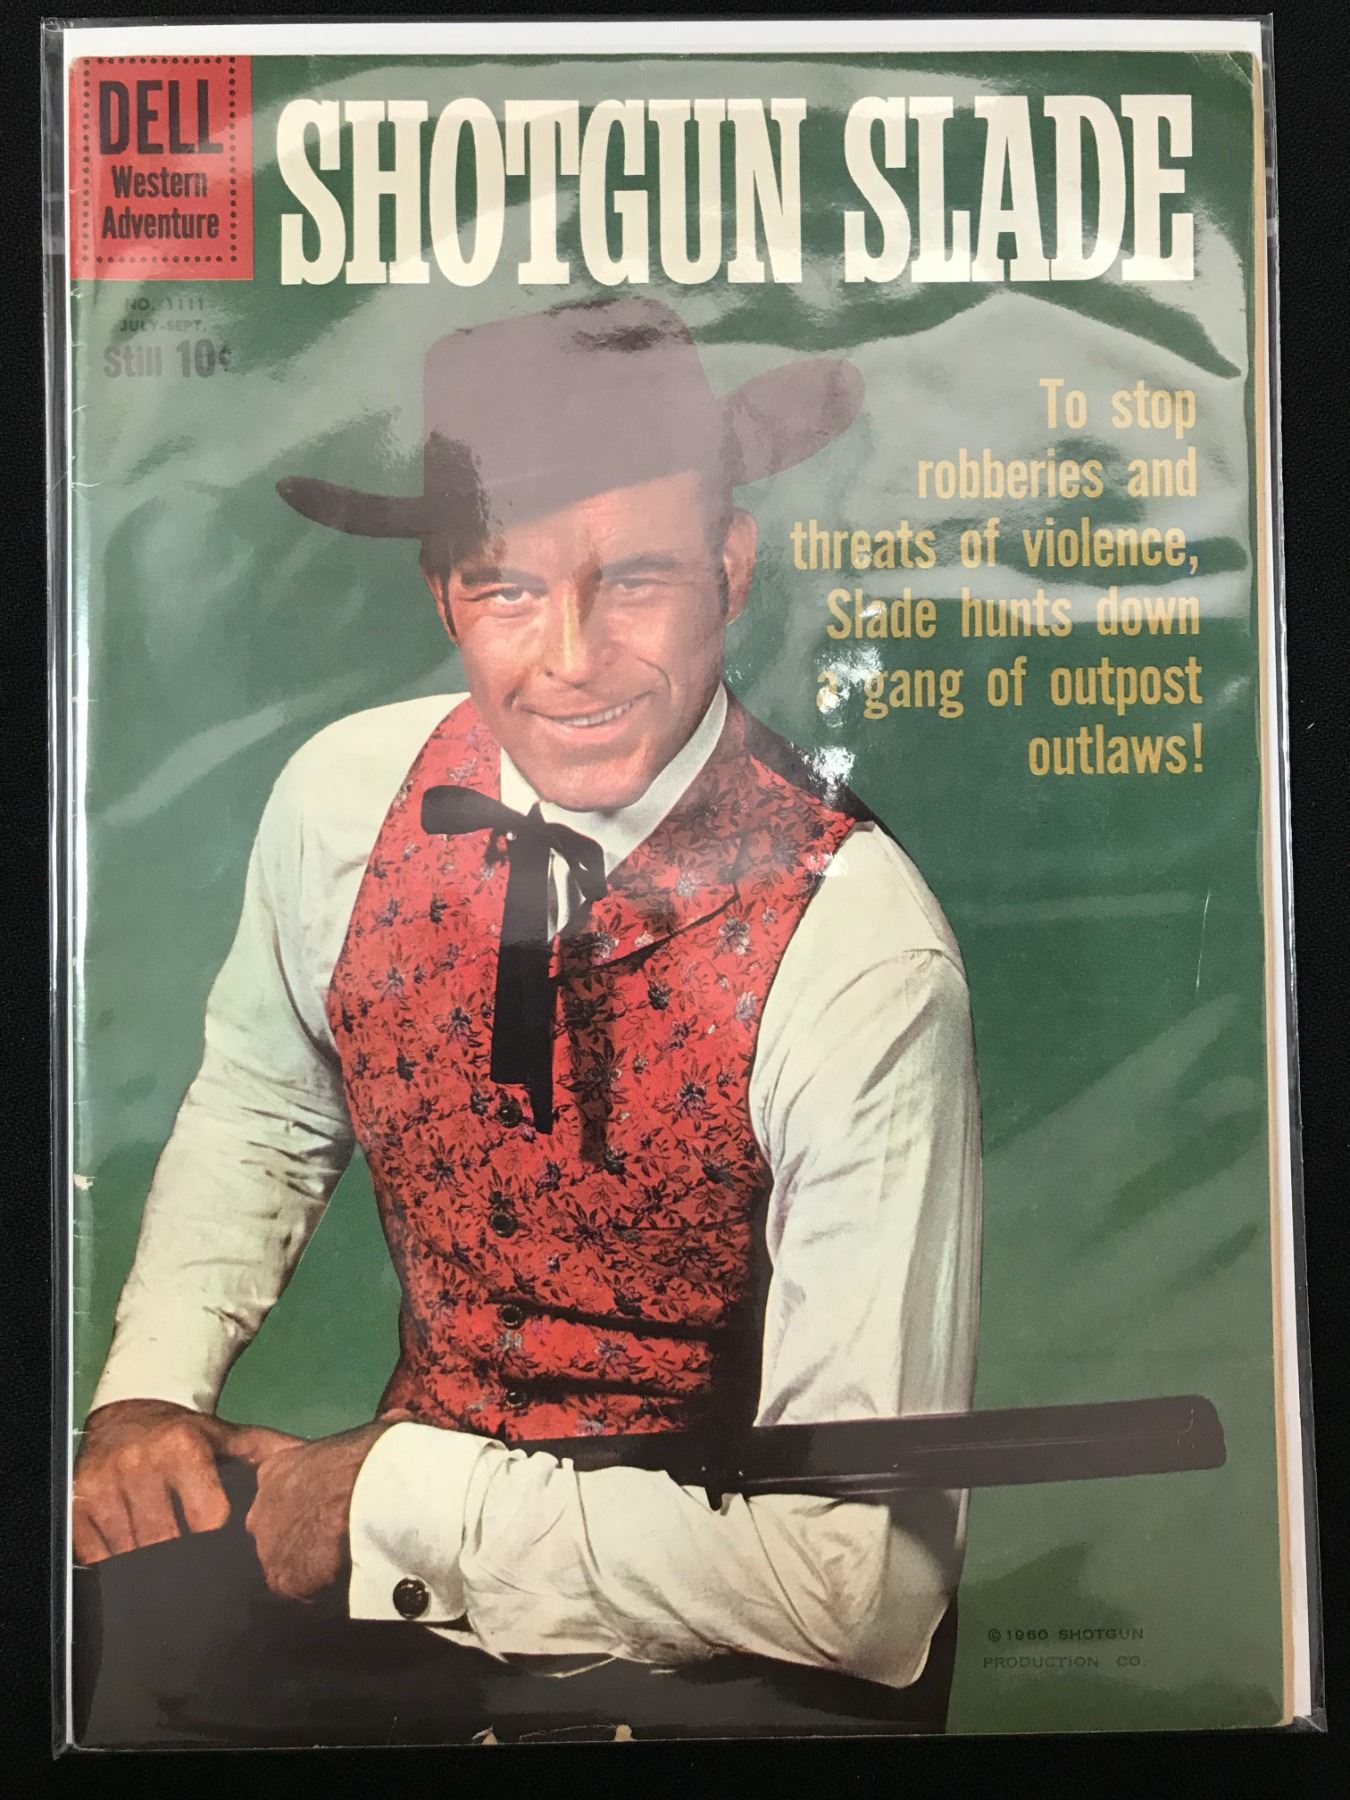 DELL
Western
Adventure
SHOTGUN SLADE
NO. 1111
JULY-SEPT.
Still 10¢
To stop
robberies and
threats of violence,
Slade hunts down
a gang of outpost
outlaws!
© 1960 SHOTGUN
PRODUCTION CO.